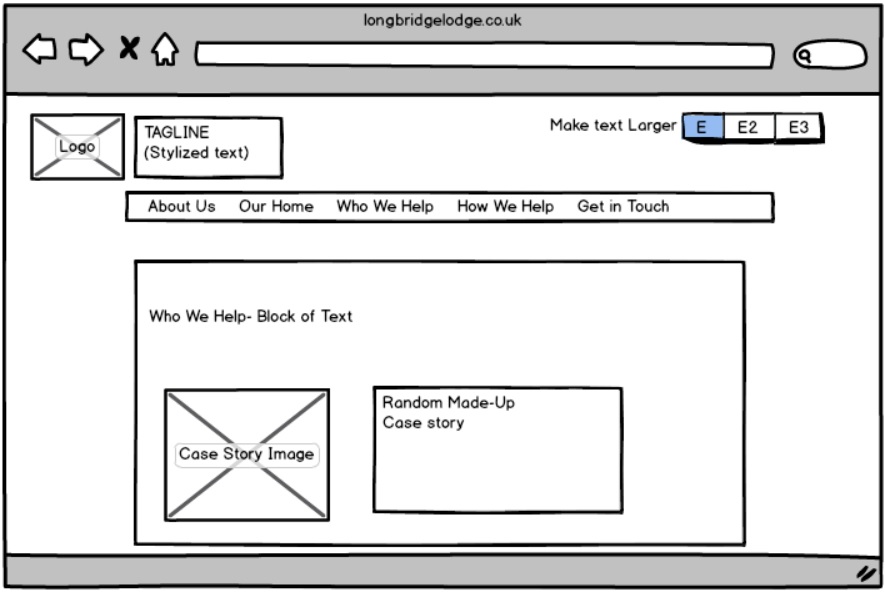 longbridgelodge.co.uk
Logo
TAGLINE
(Stylized text)
Make text Larger E E2 E3
About Us Our Home Who We Help How We Help Get in Touch
Who We Help- Block of Text
Case Story Image
Random Made-Up
Case story